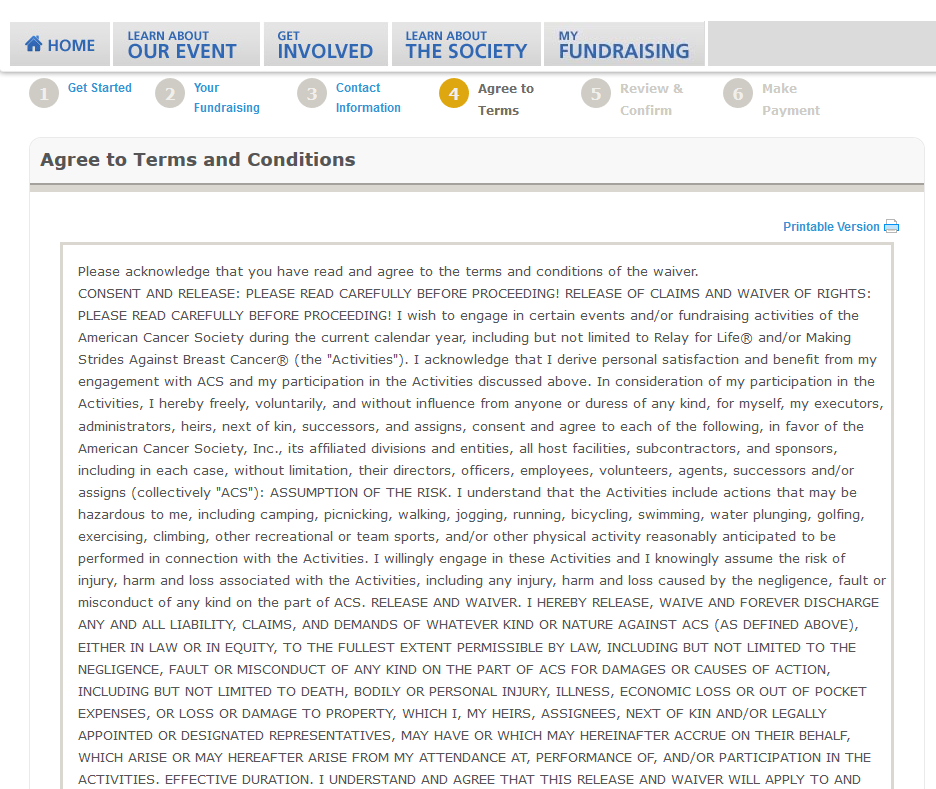 HOME
LEARN ABOUT
OUR EVENT
GET
INVOLVED
LEARN ABOUT
THE SOCIETY
MY
FUNDRAISING
1 Get Started
2 Your
Fundraising
3 Contact
Information
4 Agree to
Terms
5 Review &
Confirm
6 Make
Payment
Agree to Terms and Conditions
Printable Version
Please acknowledge that you have read and agree to the terms and conditions of the waiver.
CONSENT AND RELEASE: PLEASE READ CAREFULLY BEFORE PROCEEDING! RELEASE OF CLAIMS AND WAIVER OF RIGHTS:
PLEASE READ CAREFULLY BEFORE PROCEEDING! I wish to engage in certain events and/or fundraising activities of the
American Cancer Society during the current calendar year, including but not limited to Relay for Life® and/or Making
Strides Against Breast Cancer® (the "Activities"). I acknowledge that I derive personal satisfaction and benefit from my
engagement with ACS and my participation in the Activities discussed above. In consideration of my participation in the
Activities, I hereby freely, voluntarily, and without influence from anyone or duress of any kind, for myself, my executors,
administrators, heirs, next of kin, successors, and assigns, consent and agree to each of the following, in favor of the
American Cancer Society, Inc., its affiliated divisions and entities, all host facilities, subcontractors, and sponsors,
including in each case, without limitation, their directors, officers, employees, volunteers, agents, successors and/or
assigns (collectively "ACS"): ASSUMPTION OF THE RISK. I understand that the Activities include actions that may be
hazardous to me, including camping, picnicking, walking, jogging, running, bicycling, swimming, water plunging, golfing,
exercising, climbing, other recreational or team sports, and/or other physical activity reasonably anticipated to be
performed in connection with the Activities. I willingly engage in these Activities and I knowingly assume the risk of
injury, harm and loss associated with the Activities, including any injury, harm and loss caused by the negligence, fault or
misconduct of any kind on the part of ACS. RELEASE AND WAIVER. I HEREBY RELEASE, WAIVE AND FOREVER DISCHARGE
ANY AND ALL LIABILITY, CLAIMS, AND DEMANDS OF WHATEVER KIND OR NATURE AGAINST ACS (AS DEFINED ABOVE),
EITHER IN LAW OR IN EQUITY, TO THE FULLEST EXTENT PERMISSIBLE BY LAW, INCLUDING BUT NOT LIMITED TO THE
NEGLIGENCE, FAULT OR MISCONDUCT OF ANY KIND ON THE PART OF ACS FOR DAMAGES OR CAUSES OF ACTION,
INCLUDING BUT NOT LIMITED TO DEATH, BODILY OR PERSONAL INJURY, ILLNESS, ECONOMIC LOSS OR OUT OF POCKET
EXPENSES, OR LOSS OR DAMAGE TO PROPERTY, WHICH I, MY HEIRS, ASSIGNEES, NEXT OF KIN AND/OR LEGALLY
APPOINTED OR DESIGNATED REPRESENTATIVES, MAY HAVE OR WHICH MAY HEREINAFTER ACCRUE ON THEIR BEHALF,
WHICH ARISE OR MAY HEREAFTER ARISE FROM MY ATTENDANCE AT, PERFORMANCE OF, AND/OR PARTICIPATION IN THE
ACTIVITIES. EFFECTIVE DURATION. I UNDERSTAND AND AGREE THAT THIS RELEASE AND WAIVER WILL APPLY TO AND